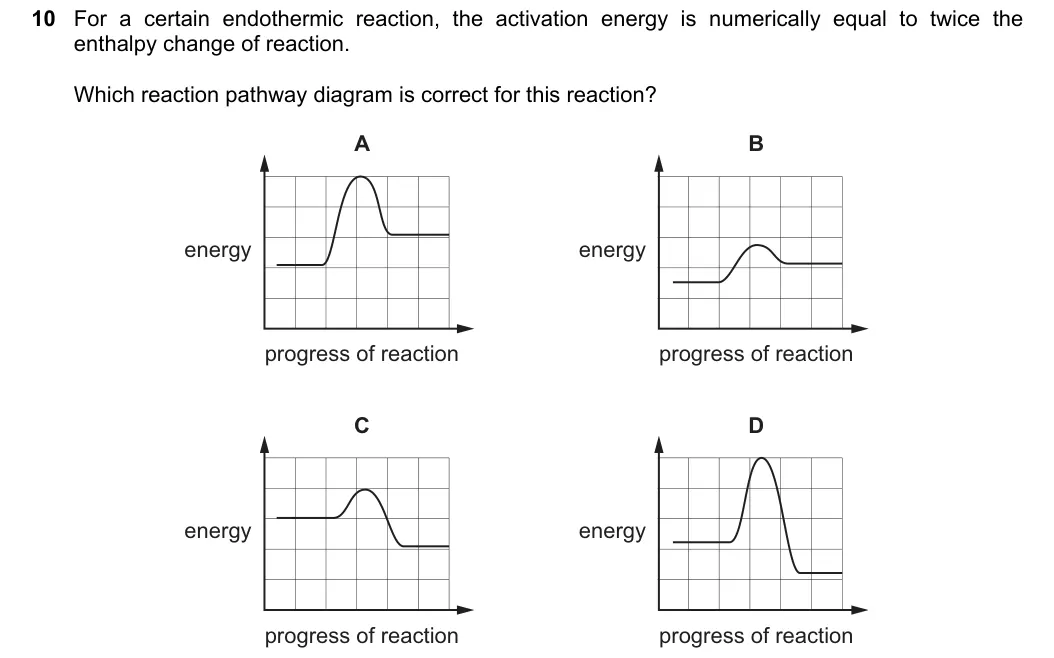 10 For a certain endothermic reaction, the activation energy is numerically equal to twice the
enthalpy change of reaction.
Which reaction pathway diagram is correct for this reaction?
A
energy
progress of reaction
B
energy
progress of reaction
C
energy
progress of reaction
D
energy
progress of reaction